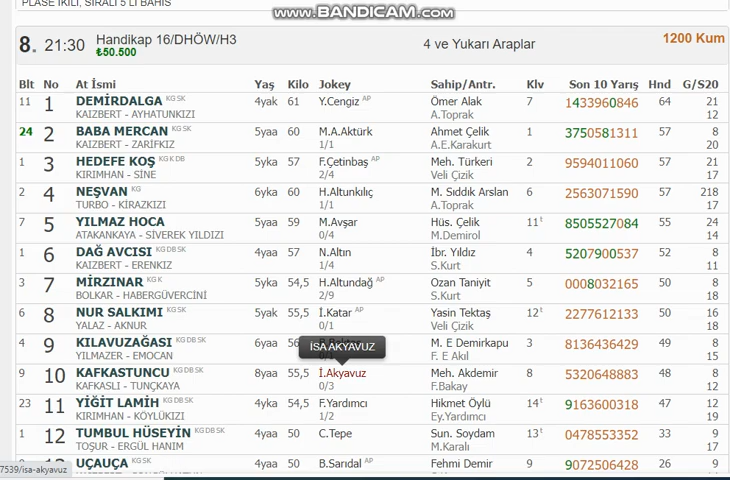 PLASE İKİLİ, SIRALI 5 Lİ BAHİS
www.BANDICAM.com
8. 21:30 Handikap 16/DHÖW/H3 4 ve Yukarı Araplar 1200 Kum
₺50.500
Blt No At İsmi Yaş Kilo Jokey Sahip/Antr. Klv Son 10 Yarış Hnd G/S20
11 1 DEMİRDALGA KG SK 4yak 61 Y.Cengiz AP Ömer Alak 7 1433960846 64 21
KAIZBERT - AYHATUNKIZI A.Toprak 12
24 2 BABA MERCAN KG SK 5yaa 60 M.A.Aktürk Ahmet Çelik 1 3750581311 57 8
KAIZBERT - ZARİFKIZ 1/1 A.E.Karakurt 20
1 3 HEDEFE KOŞ KG K DB 5yka 57 F.Çetinbaş AP Meh. Türkeri 2 9594011060 57 21
KIRIMHAN - SİNE 2/4 Veli Çizik 17
2 4 NEŞVAN KG 6yka 60 H.Altunkılıç M. Sıddık Arslan 6 2563071590 57 218
TURBO - KİRAZKIZI 1/1 A.Toprak 17
7 5 YILMAZ HOCA 5yaa 59 M.Avşar Hüs. Çelik 11 t 8505527084 55 24
ATAKANKAYA - SİVEREK YILDIZI 0/4 M.Demirol 14
1 6 DAĞ AVCISI KG DB SK 4yaa 57 N.Altın İbr. Yıldız 4 5207900537 52 8
KAIZBERT - ERENKIZ 1/4 S.Kurt 11
3 7 MİRZINAR KG K 5yka 54,5 H.Altundağ AP Ozan Taniyit 5 0008032165 50 8
BOLKAR - HABERGÜVERCİNİ 2/9 S.Kurt 18
6 8 NUR SALKIMI KG SK 5yak 55,5 İ.Katar AP Yasin Tektaş 12 t 2277612133 50 16
YALAZ - AKNUR 0/1 Veli Çizik 18
4 9 KILAVUZAĞASI KG DB SK 6yaa M. E Demirkapu 3 8136436429 49 8
YILMAZER - EMOCAN F. E Akıl 15
İSA AKYAVUZ
9 10 KAFKASTUNCU KG DB SK 8yaa 55,5 İ.Akyavuz Meh. Akdemir 8 5320648883 48 8
KAFKASLI - TUNÇKAYA 0/3 F.Bakay 12
23 11 YİĞİT LAMİH KG DB SK 4yka 54,5 F.Yardımcı Hikmet Öylü 14 t 9163600318 47 12
KIRIMHAN - KÖYLÜKIZI 1/2 Ey.Yardımcı 19
1 12 TUMBUL HÜSEYİN KG DB SK 4yaa 50 C.Tepe Sun. Soydam 13 t 0478553352 33 9
TOŞUR - ERGÜL HANIM M.Karalı 17
UÇAUÇA KG SK 4yaa 50 B.Sarıdal AP Fehmi Demir 9 9072506428 26 9
7539/isa-akyavuz